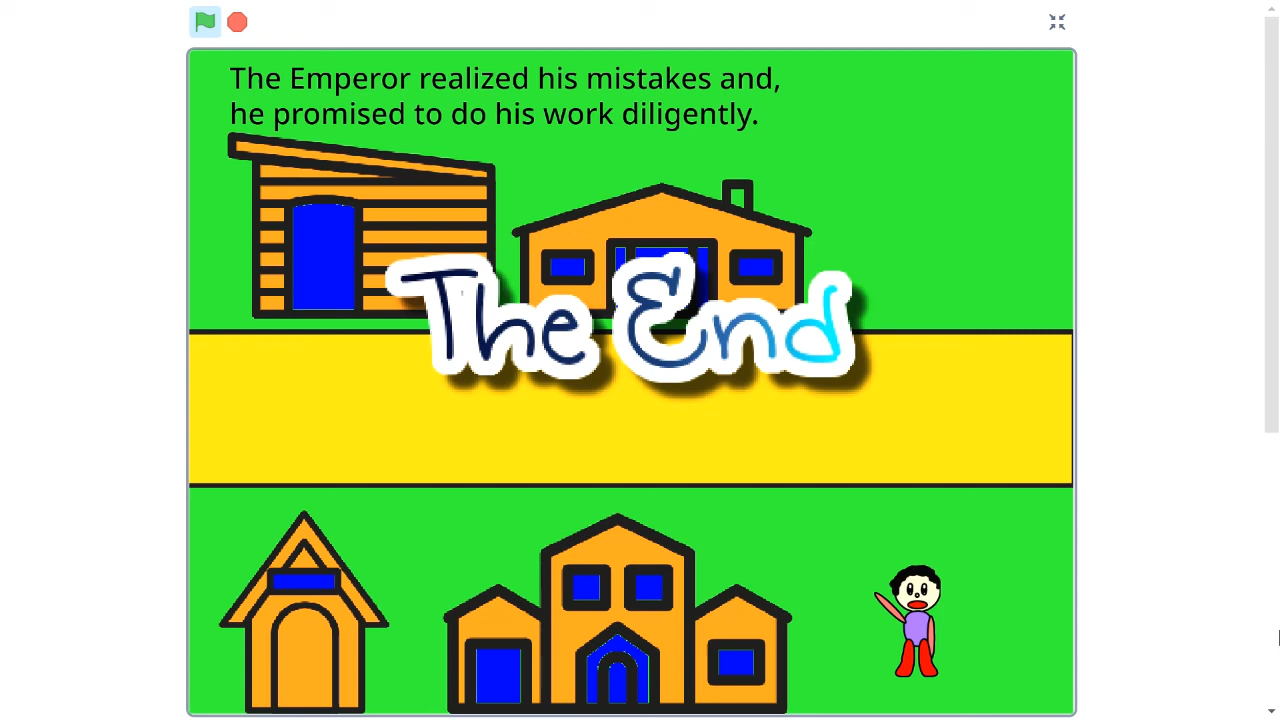 The Emperor realized his mistakes and,
he promised to do his work diligently.
The End